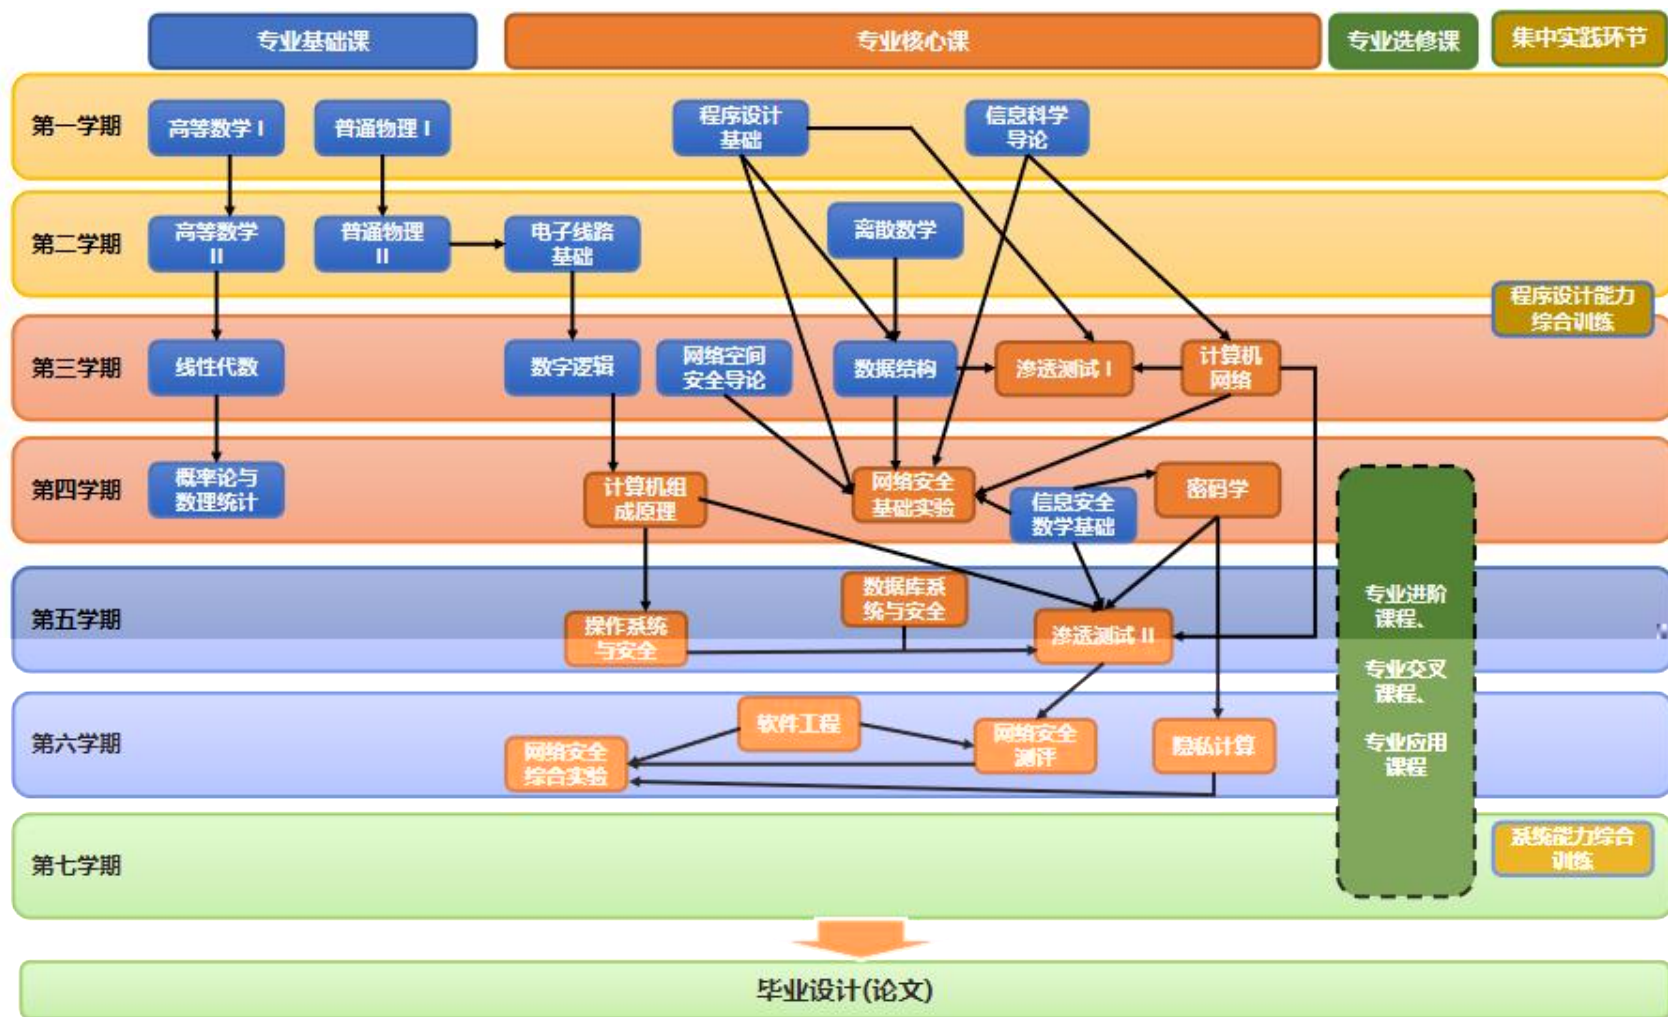 专业基础课
专业核心课
专业选修课
集中实践环节
第一学期
高等数学 I
普通物理 I
程序设计
基础
信息科学
导论
第二学期
高等数学
II
普通物理
II
电子线路
基础
离散数学
程序设计能力
综合训练
第三学期
线性代数
数字逻辑
网络空间
安全导论
数据结构
渗透测试 I
计算机
网络
第四学期
概率论与
数理统计
计算机组
成原理
网络安全
基础实验
信息安全
数学基础
密码学
第五学期
操作系统
与安全
数据库系
统与安全
渗透测试 II
专业进阶
课程、
专业交叉
课程、
专业应用
课程
第六学期
网络安全
综合实验
软件工程
网络安全
测评
隐私计算
第七学期
系统能力综合
训练
毕业设计(论文)